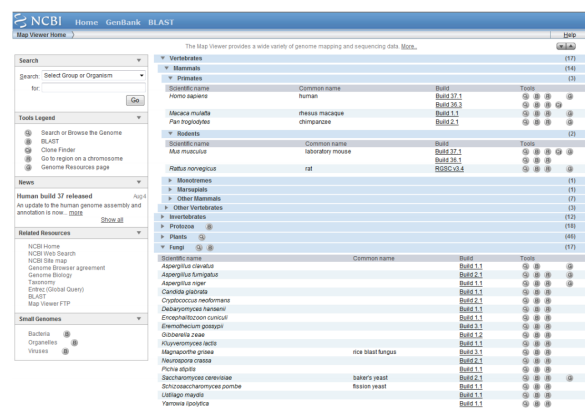 NCBI Home GenBank BLAST
Map Viewer Home Help
The Map Viewer provides a wide variety of genome mapping and sequencing data. More..
Search
Search: Select Group or Organism
for:
Go
Tools Legend
Search or Browse the Genome
BLAST
Clone Finder
Go to region on a chromosome
Genome Resources page
News
Human build 37 released Aug4
An update to the human genome assembly and
annotation is now... more
Show all
Related Resources
NCBI Home
NCBI Web Search
NCBI Site map
Genome Browser agreement
Genome Biology
Taxonomy
Entrez (Global Query)
BLAST
Map Viewer FTP
Small Genomes
Bacteria B
Organelles B
Viruses B
Vertebrates (17)
Mammals (14)
Primates (3)
Scientific name Common name Build Tools
Homo sapiens human Build 37.1
Build 36.3
Macaca mulatta rhesus macaque Build 1.1
Pan troglodytes chimpanzee Build 2.1
Rodents (2)
Scientific name Common name Build Tools
Mus musculus laboratory mouse Build 37.1
Build 36.1
Rattus norvegicus rat RGSC v3.4
Monotremes (1)
Marsupials (1)
Other Mammals (7)
Other Vertebrates (3)
Invertebrates (12)
Protozoa B (18)
Plants (48)
Fungi B (17)
Scientific name Common name Build Tools
Aspergillus clavatus Build 1.1
Aspergillus fumigatus Build 2.1
Aspergillus niger Build 1.1
Candida glabrata Build 1.1
Cryptococcus neoformans Build 2.1
Debaryomyces hansenii Build 1.1
Encephalitozoon cuniculi Build 1.1
Eremothecium gossypii Build 3.1
Gibberella zeae Build 1.2
Kluyveromyces lactis Build 1.1
Magnaporthe grisea rice blast fungus Build 3.1
Neurospora crassa Build 2.1
Pichia stipitis Build 1.1
Saccharomyces cerevisiae baker's yeast Build 2.1
Schizosaccharomyces pombe fission yeast Build 1.1
Ustilago maydis Build 1.1
Yarrowia lipolytica Build 1.1